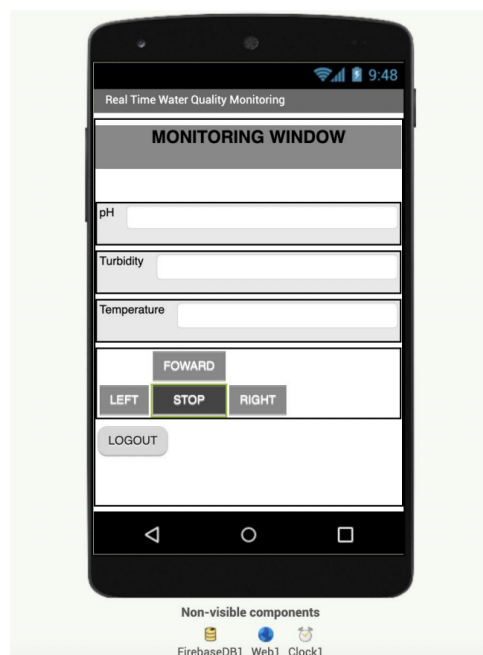 9:48
Real Time Water Quality Monitoring
MONITORING WINDOW
pH
Turbidity
Temperature
FOWARD
LEFT STOP RIGHT
LOGOUT
Non-visible components
FirebaseDB1 Web1 Clock1